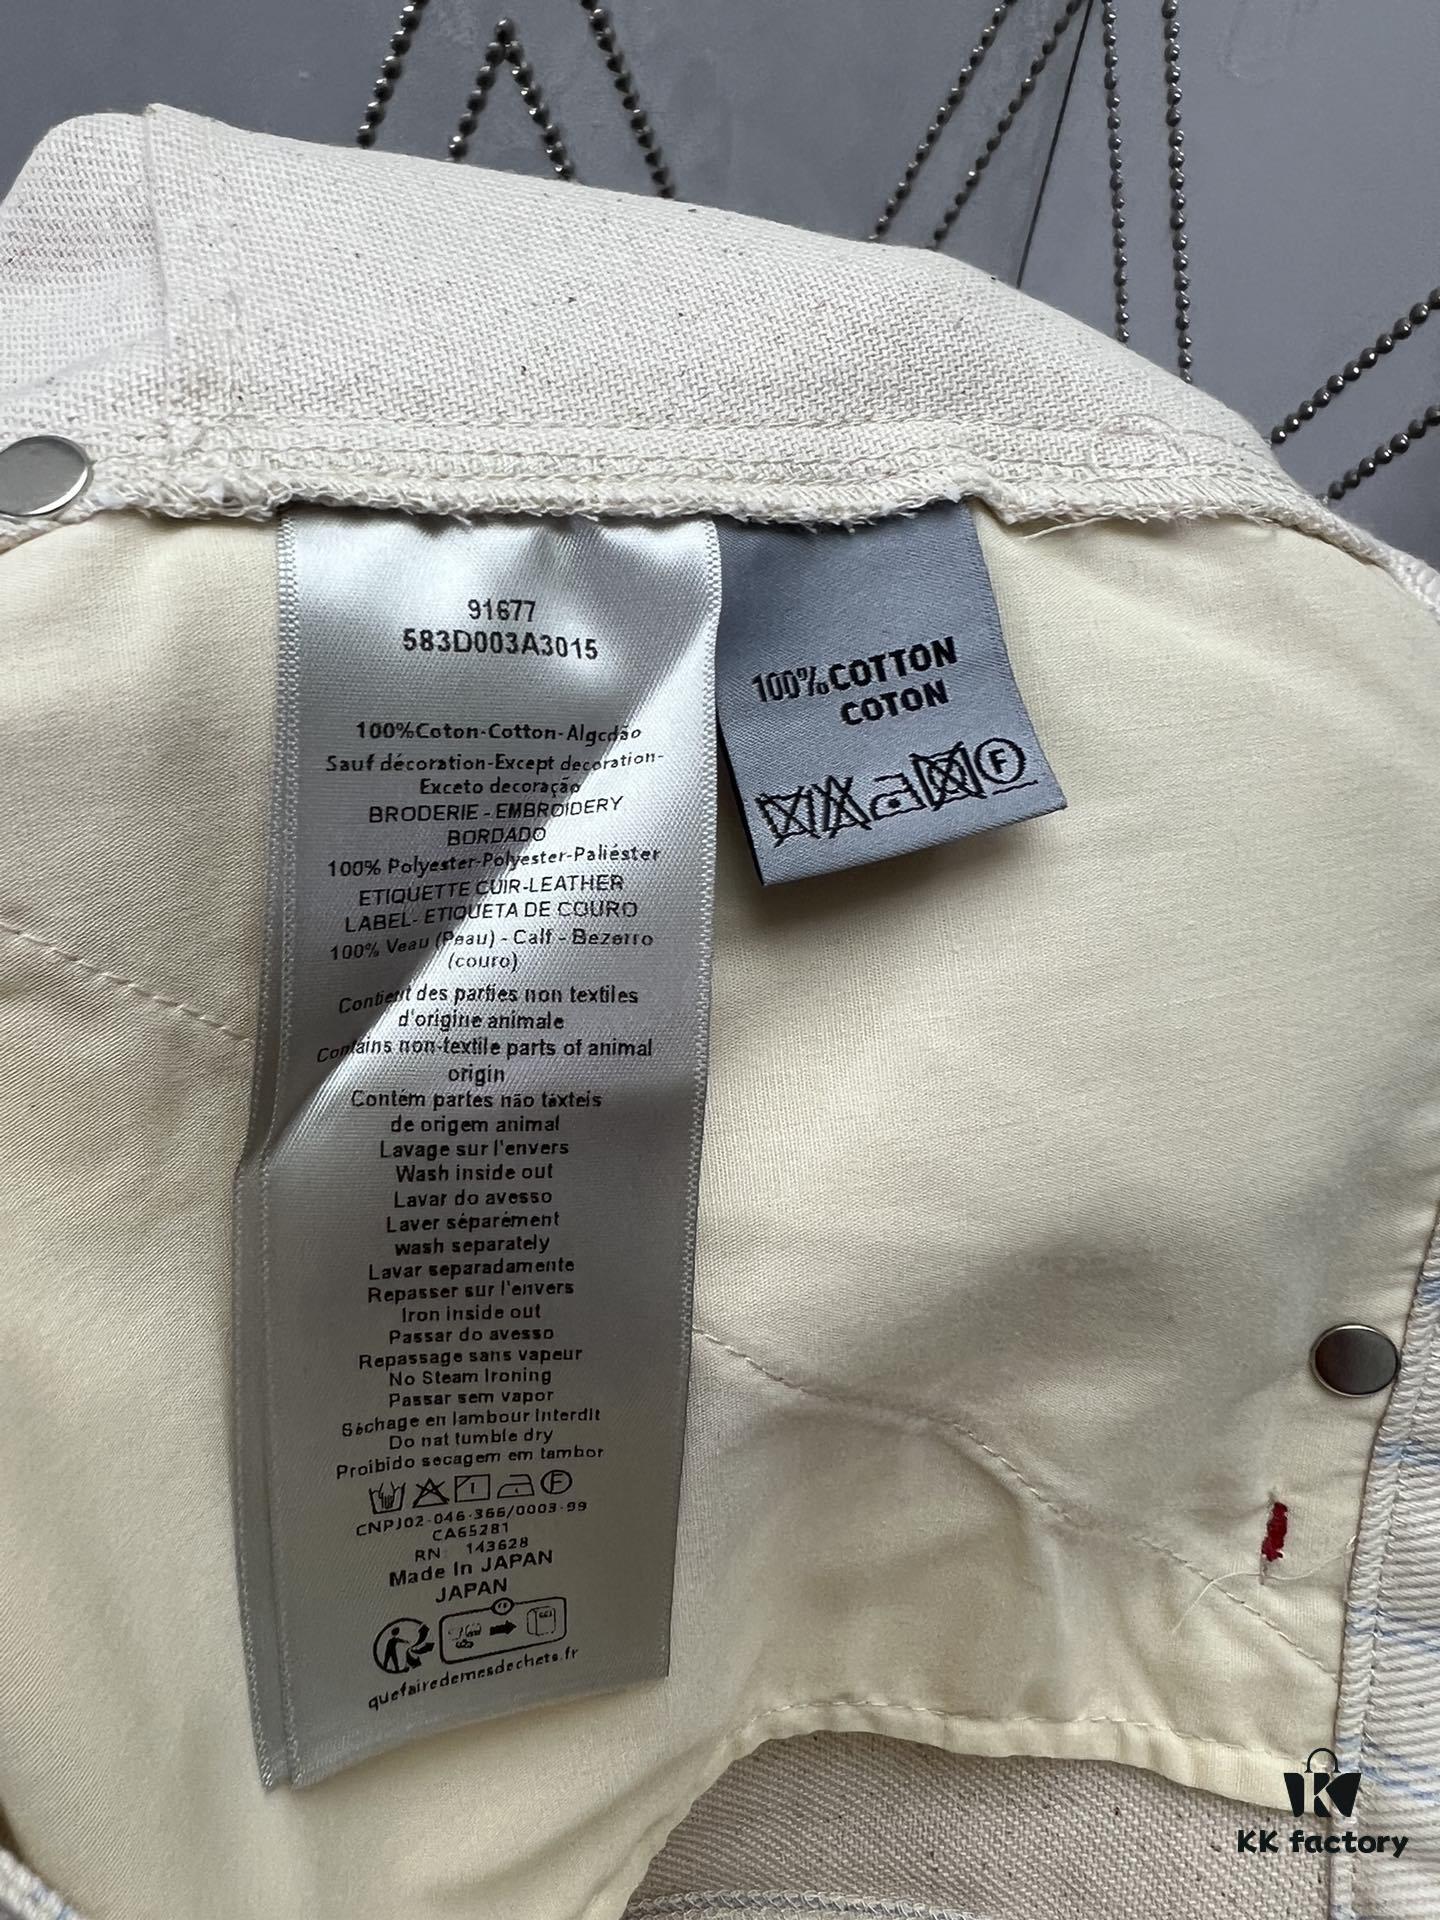 91677
583D003A3015
100%Coton-Cotton-Algcdão
Sauf décoration-Except decoration-
Exceto decoração
BRODERIE - EMBROIDERY
BORDADO
100% Polyester-Polyester-Paliéster
ETIQUETTE CUIR-LEATHER
LABEL- ETIQUETA DE COURO
100% Veau (Peau) - Calf - Bezerro
(couro)
Contient des parties non textiles
d'origine animale
Contains non-textile parts of animal
origin
Contém partes não táxteis
de origem animal
Lavage sur l'envers
Wash inside out
Lavar do avesso
Laver séparément
wash separately
Lavar separadamente
Repasser sur l'envers
Iron inside out
Passar do avesso
Repassage sans vapeur
No Steam Ironing
Passar sem vapor
Séchage en lambour interdit
Do nat tumble dry
Proibido secagem em tambor
F
CNPJ02-046-366/0003-99
CA65281
RN: 143628
Made In JAPAN
JAPAN
quefairedemesdechets.fr
100%COTTON
COTON
F
KK factory